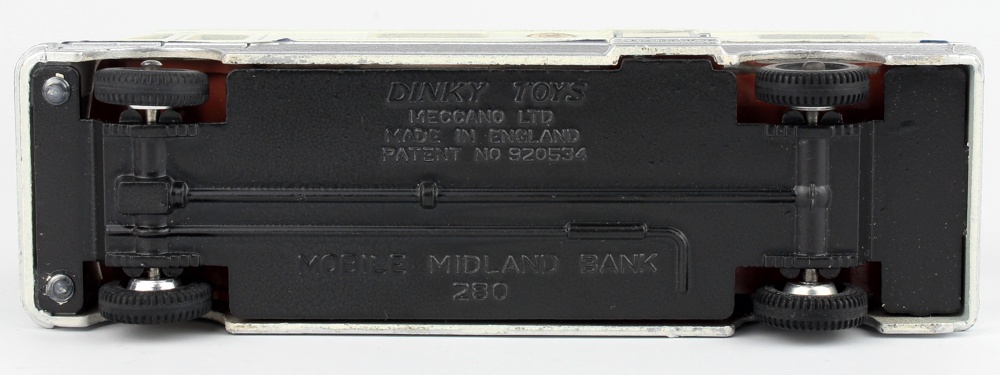 DINKY TOYS
MECCANO LTD
MADE IN ENGLAND
PATENT NO 920534
MOBILE MIDLAND BANK
280